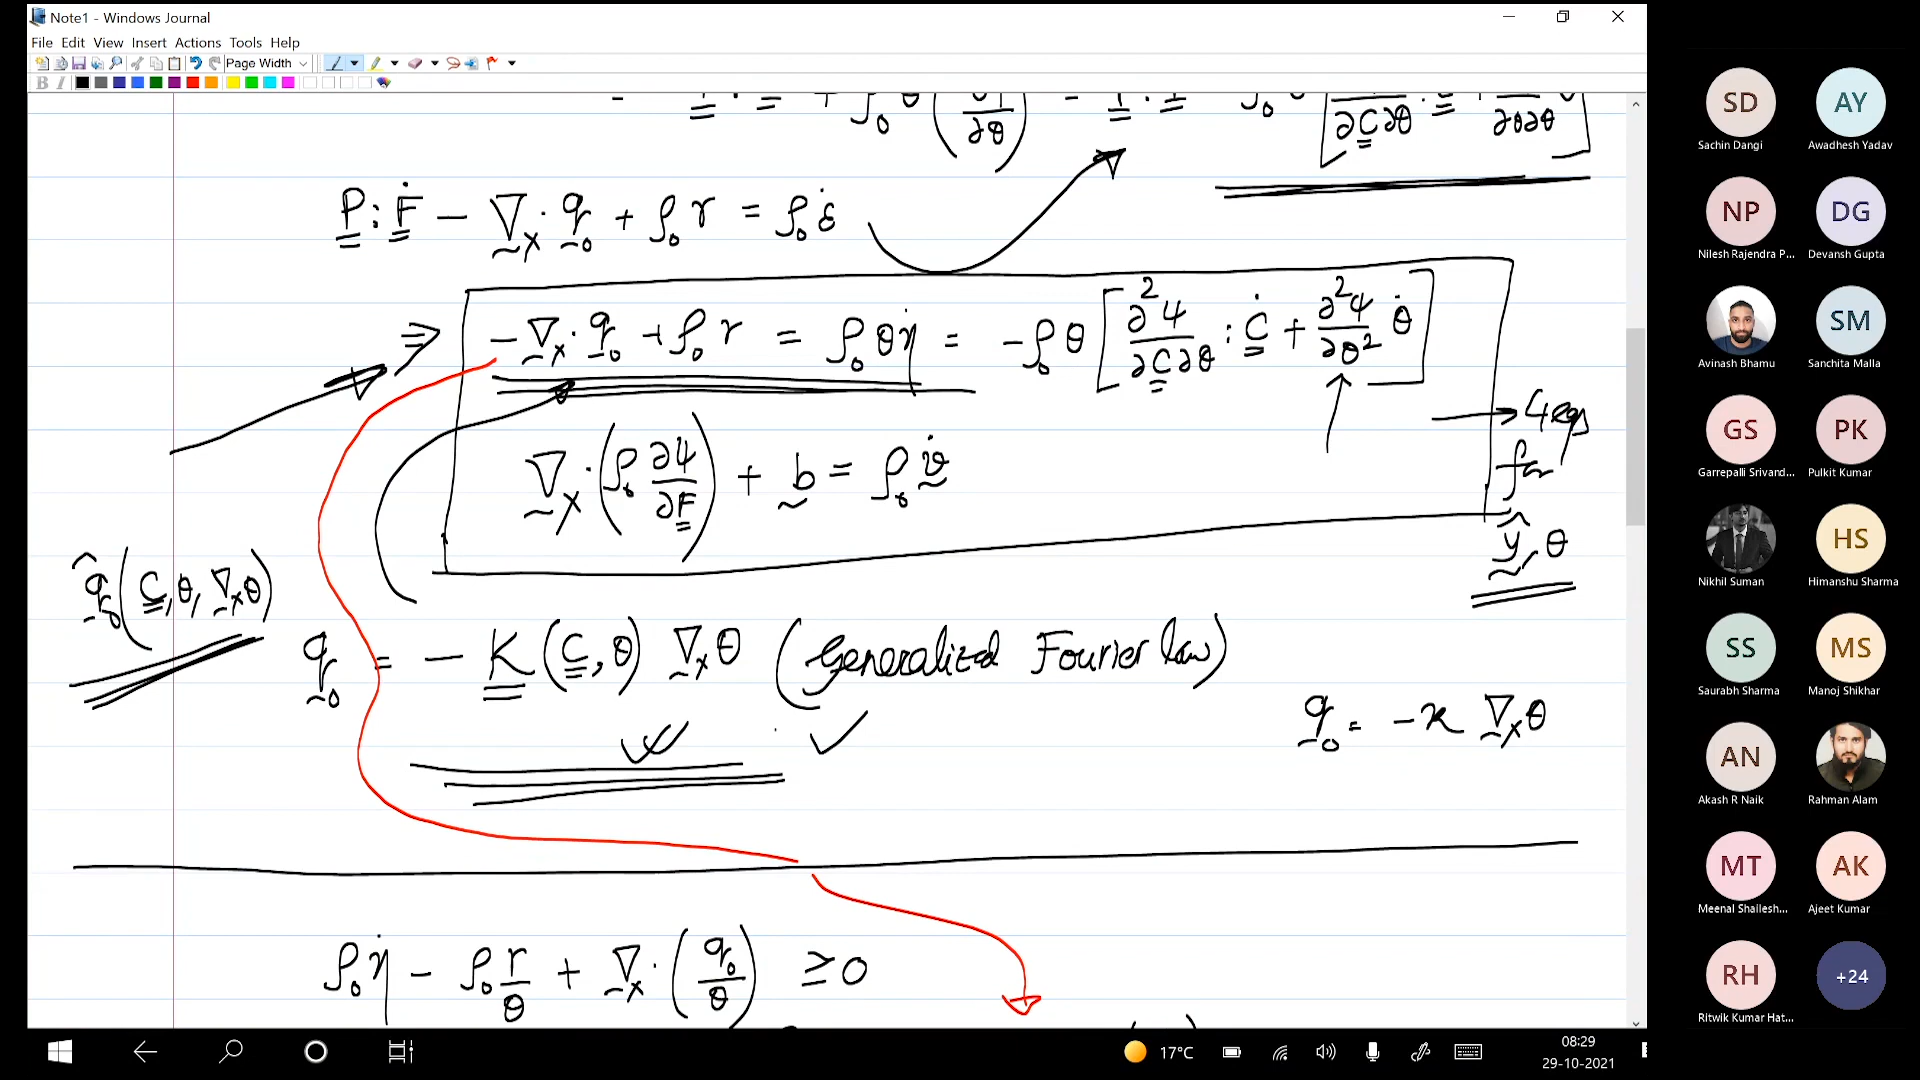 Note1 - Windows Journal
File Edit View Insert Actions Tools Help
Page Width
B I
P : Ḟ − ∇ₓ · q₀ + ρ₀ r = ρ₀ ε̇
⇒ −∇ₓ · q₀ + ρ₀ r = ρ₀ θ η̇ = −ρ₀ θ [ ∂²ψ/∂C∂θ : Ċ + ∂²ψ/∂θ² θ̇ ]
→ 4 eqs
for
ŷ, θ
∇ₓ · (ρ₀ ∂ψ/∂F) + b = ρ₀ v̇
q̂₀(C, θ, ∇ₓθ)
q₀ = − K (C, θ) ∇ₓθ (Generalized Fourier law)
q₀ = −κ ∇ₓθ
ρ₀ η̇ − ρ₀ r/θ + ∇ₓ · (q₀/θ) ≥ 0
SD
Sachin Dangi
AY
Awadhesh Yadav
NP
Nilesh Rajendra P...
DG
Devansh Gupta
Avinash Bhamu
SM
Sanchita Malla
GS
Garrepalli Srivand...
PK
Pulkit Kumar
Nikhil Suman
HS
Himanshu Sharma
SS
Saurabh Sharma
MS
Manoj Shikhar
AN
Akash R Naik
Rahman Alam
MT
Meenal Shailesh...
AK
Ajeet Kumar
RH
Ritwik Kumar Hat...
+24
17°C
08:29
29-10-2021